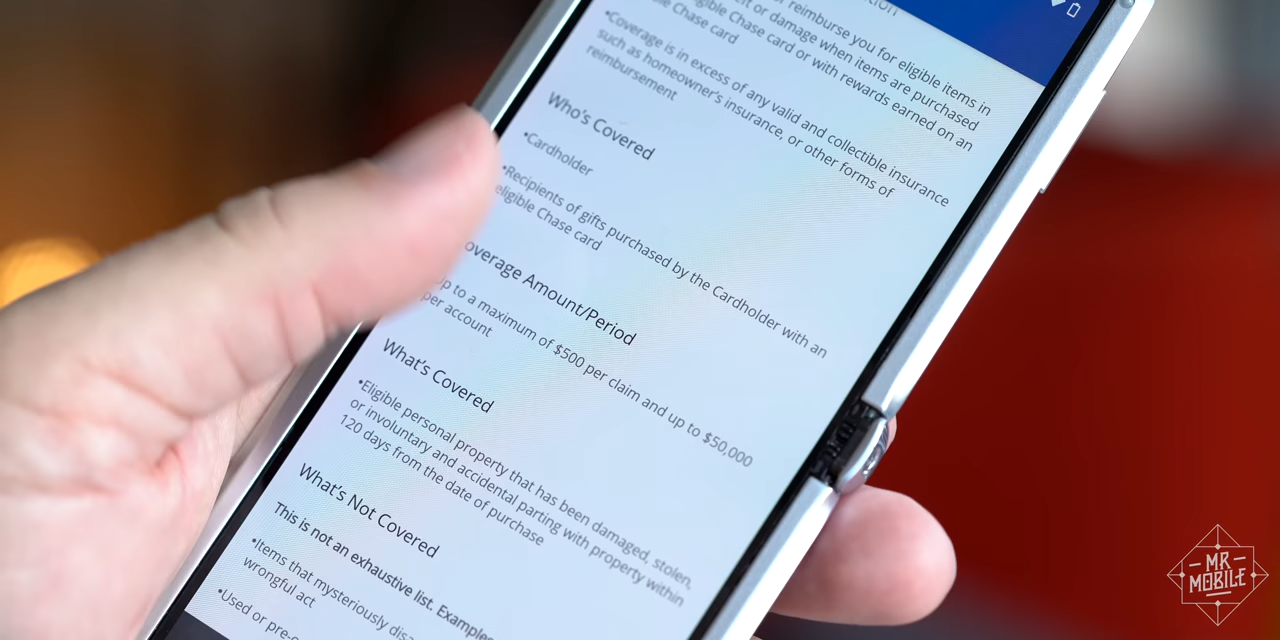 or reimburse you for eligible items in
or damage when items are purchased
Chase card or with rewards earned on an
Chase card
•Coverage is in excess of any valid and collectible insurance
such as homeowner's insurance, or other forms of
reimbursement
Who's Covered
•Cardholder
•Recipients of gifts purchased by the Cardholder with an
eligible Chase card
overage Amount/Period
p to a maximum of $500 per claim and up to $50,000
per account
What's Covered
•Eligible personal property that has been damaged, stolen,
or involuntary and accidental parting with property within
120 days from the date of purchase
What's Not Covered
This is not an exhaustive list. Examples
•Items that mysteriously disa
wrongful act
•Used or pre-o
MR
MOBILE